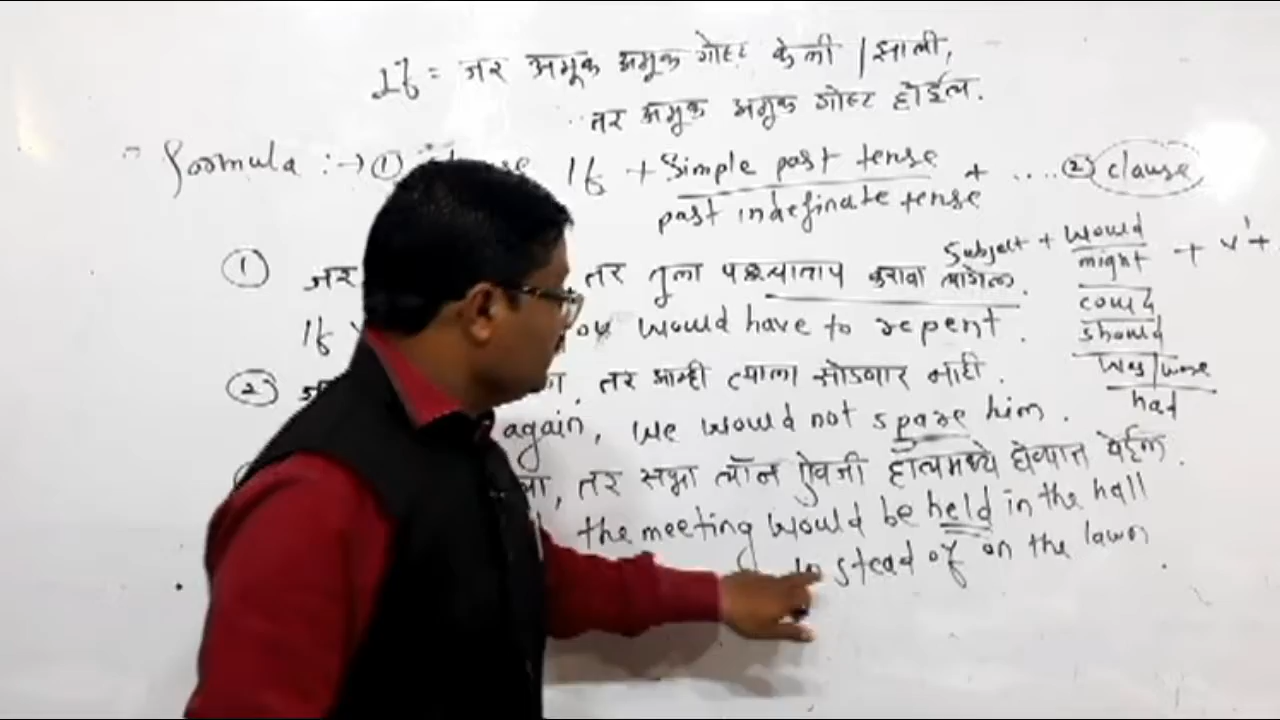 If = जर अमूक अमूक गोष्ट केली / झाली,
तर अमूक अमूक गोष्ट होईल.
Formula :→ ① If + Simple past tense + .... ② clause
past indefinate tense
Subject + would + V¹ +
might
could
should
was/were
had
① जर तर तुला पश्चाताप करावा लागेल.
If would have to repent.
② तर आम्ही त्याला सोडणार नाही.
again, we would not spare him.
तर सभा लॉन ऐवजी हॉलमध्ये घेण्यात येईल.
the meeting would be held in the hall
instead of on the lawn